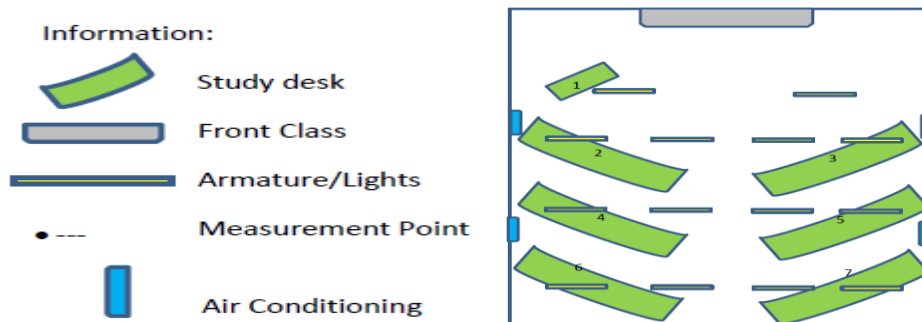 Information:
Study desk
Front Class
Armature/Lights
Measurement Point
Air Conditioning
1
2
3
4
5
6
7